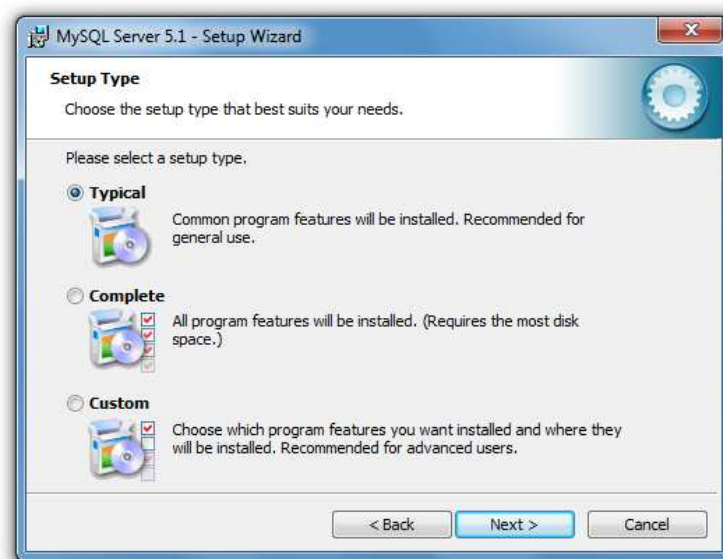 MySQL Server 5.1 - Setup Wizard
Setup Type
Choose the setup type that best suits your needs.
Please select a setup type.
Typical
Common program features will be installed. Recommended for
general use.
Complete
All program features will be installed. (Requires the most disk
space.)
Custom
Choose which program features you want installed and where they
will be installed. Recommended for advanced users.
< Back
Next >
Cancel